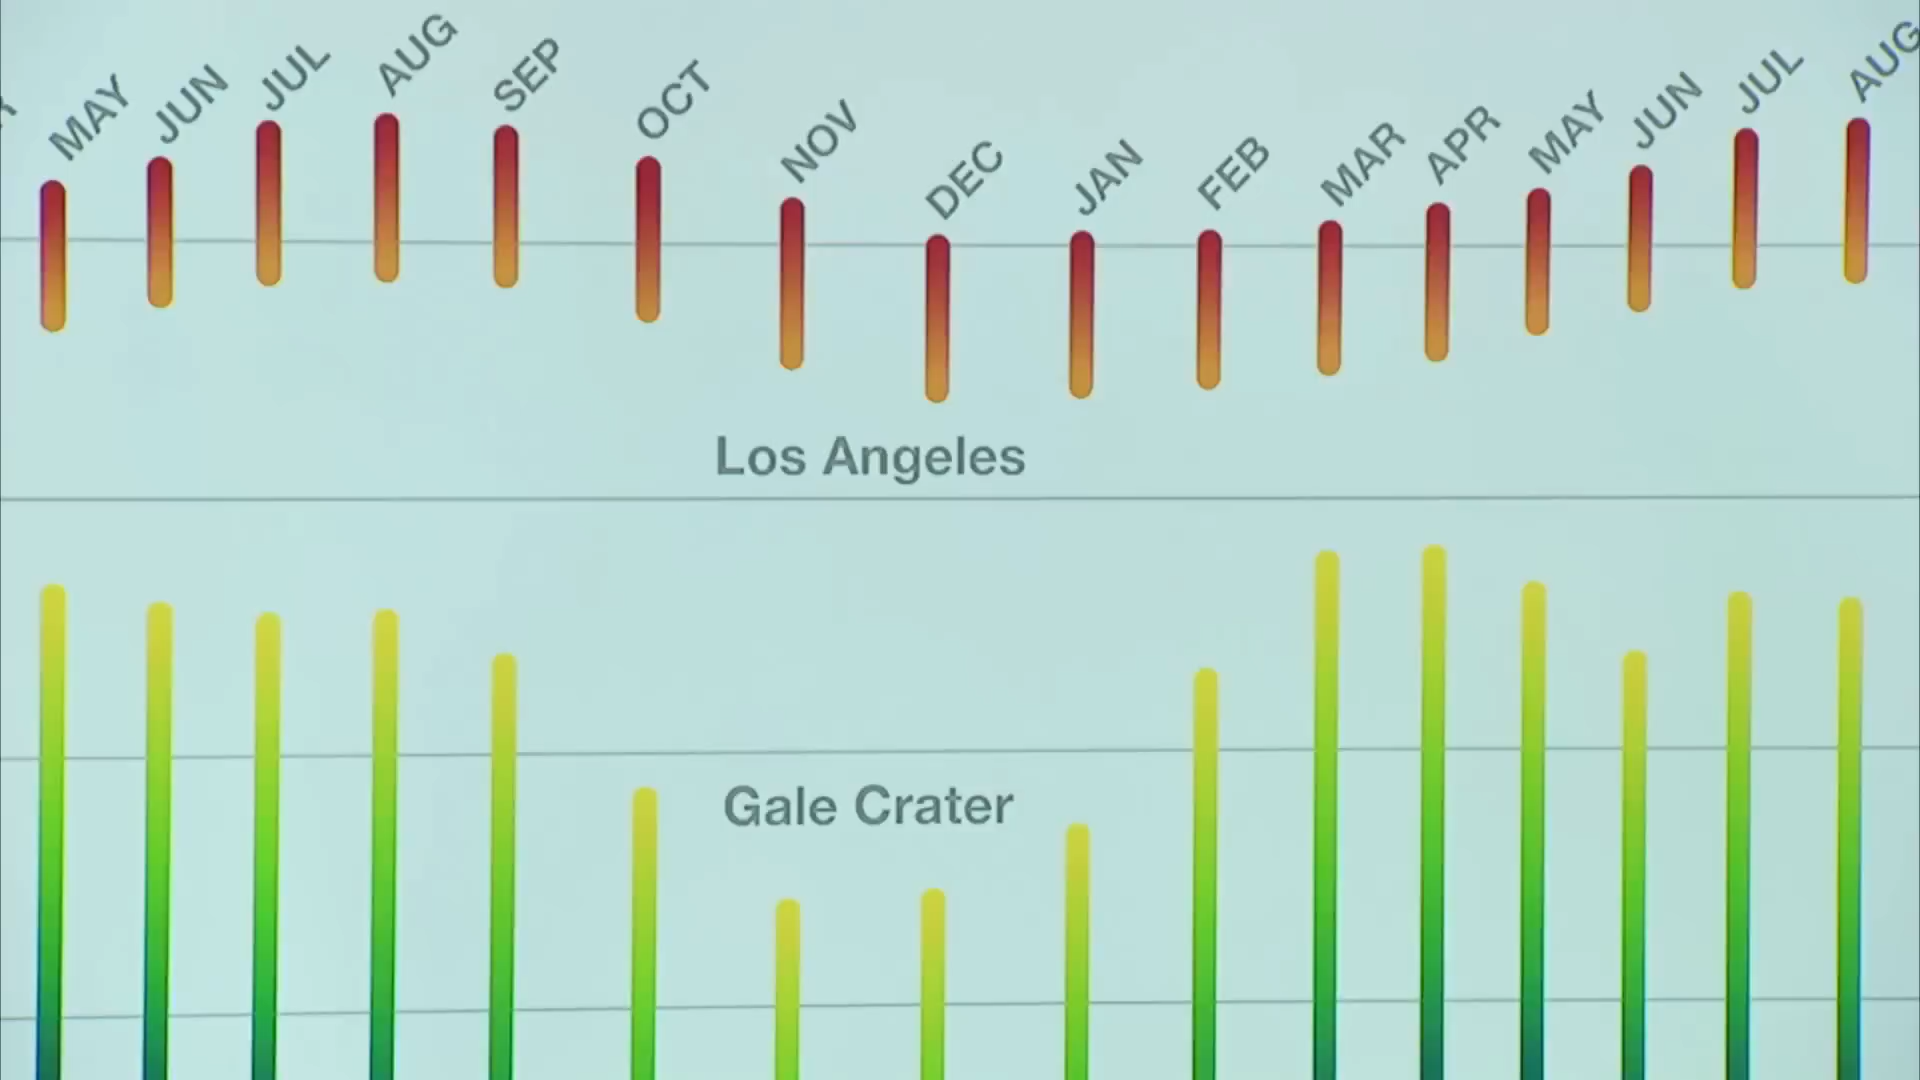 MAY
JUN
JUL
AUG
SEP
OCT
NOV
DEC
JAN
FEB
MAR
APR
MAY
JUN
JUL
AUG
Los Angeles
Gale Crater